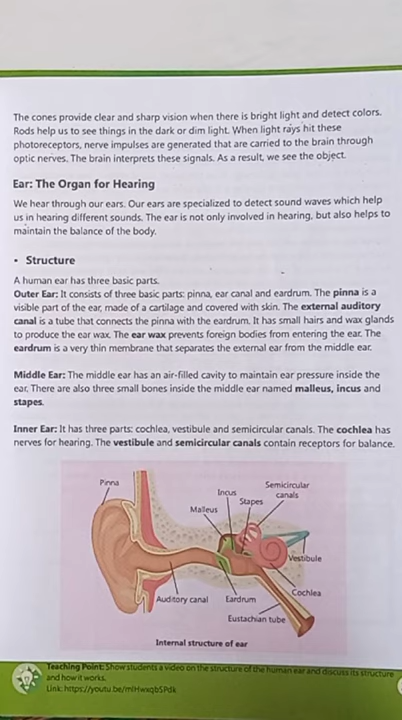 The cones provide clear and sharp vision when there is bright light and detect colors.
Rods help us to see things in the dark or dim light. When light rays hit these
photoreceptors, nerve impulses are generated that are carried to the brain through
optic nerves. The brain interprets these signals. As a result, we see the object.
Ear: The Organ for Hearing
We hear through our ears. Our ears are specialized to detect sound waves which help
us in hearing different sounds. The ear is not only involved in hearing, but also helps to
maintain the balance of the body.
• Structure
A human ear has three basic parts.
Outer Ear: It consists of three basic parts: pinna, ear canal and eardrum. The pinna is a
visible part of the ear, made of a cartilage and covered with skin. The external auditory
canal is a tube that connects the pinna with the eardrum. It has small hairs and wax glands
to produce the ear wax. The ear wax prevents foreign bodies from entering the ear. The
eardrum is a very thin membrane that separates the external ear from the middle ear.
Middle Ear: The middle ear has an air-filled cavity to maintain ear pressure inside the
ear. There are also three small bones inside the middle ear named malleus, incus and
stapes.
Inner Ear: It has three parts: cochlea, vestibule and semicircular canals. The cochlea has
nerves for hearing. The vestibule and semicircular canals contain receptors for balance.
Pinna
Malleus
Incus
Stapes
Semicircular
canals
Vestibule
Cochlea
Auditory canal
Eardrum
Eustachian tube
Internal structure of ear
Teaching Point: Show students a video on the structure of the human ear and discuss its structure
and how it works.
Link: https://youtu.be/mlHwsqbSPdk